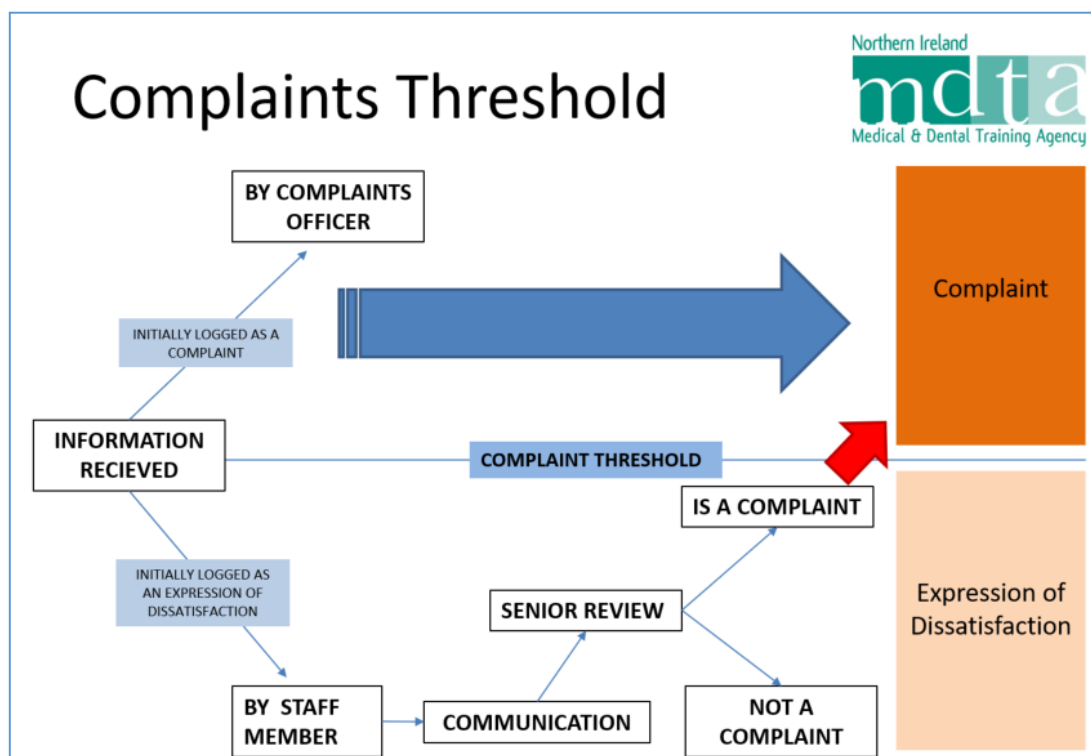 Complaints Threshold
Northern Ireland
mdta
Medical & Dental Training Agency
BY COMPLAINTS
OFFICER
Complaint
INITIALLY LOGGED AS A
COMPLAINT
INFORMATION
RECIEVED
COMPLAINT THRESHOLD
IS A COMPLAINT
INITIALLY LOGGED AS
AN EXPRESSION OF
DISSATISFACTION
SENIOR REVIEW
Expression of
Dissatisfaction
BY STAFF
MEMBER
COMMUNICATION
NOT A
COMPLAINT